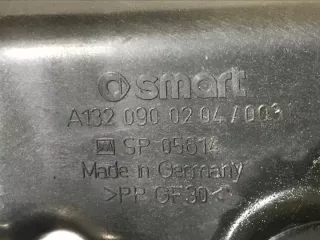 smart
A132 090 02 04 / 003
SP 05614
Made in Germany
>PP GF30<